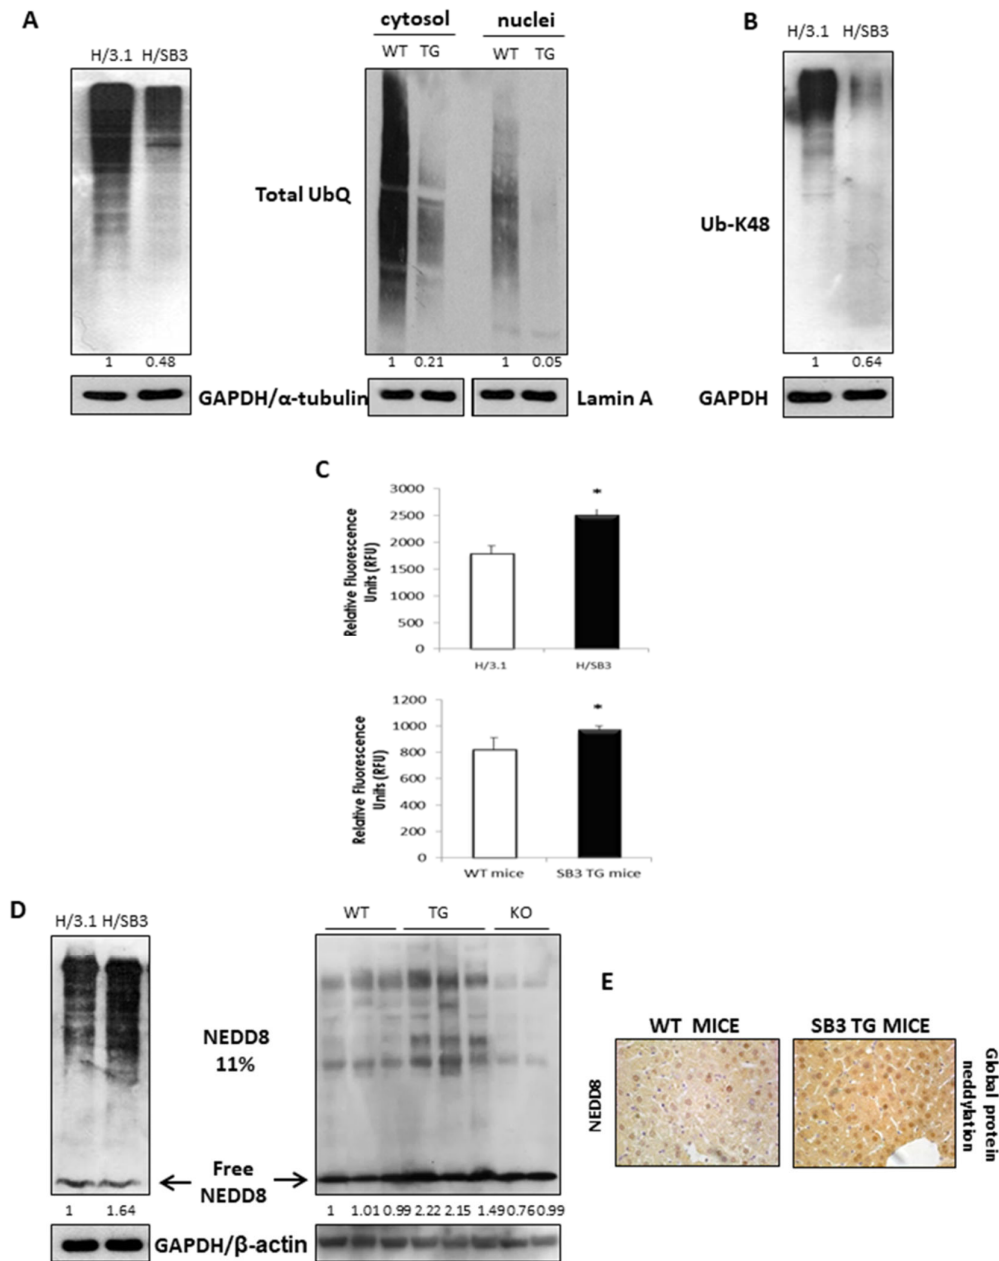 A
H/3.1 H/SB3
1 0.48
GAPDH/α-tubulin
Total UbQ
cytosol nuclei
WT TG WT TG
1 0.21 1 0.05
Lamin A
B
H/3.1 H/SB3
Ub-K48
1 0.64
GAPDH
C
Relative Fluorescence
Units (RFU)
3000
2500
2000
1500
1000
500
0
H/3.1 H/SB3
*
Relative Fluorescence
Units (RFU)
1200
1000
800
600
400
200
0
WT mice SB3 TG mice
*
D
H/3.1 H/SB3
NEDD8
11%
Free
NEDD8
1 1.64
GAPDH/β-actin
WT TG KO
1 1.01 0.99 2.22 2.15 1.49 0.76 0.99
E
WT MICE SB3 TG MICE
NEDD8
Global protein
neddylation